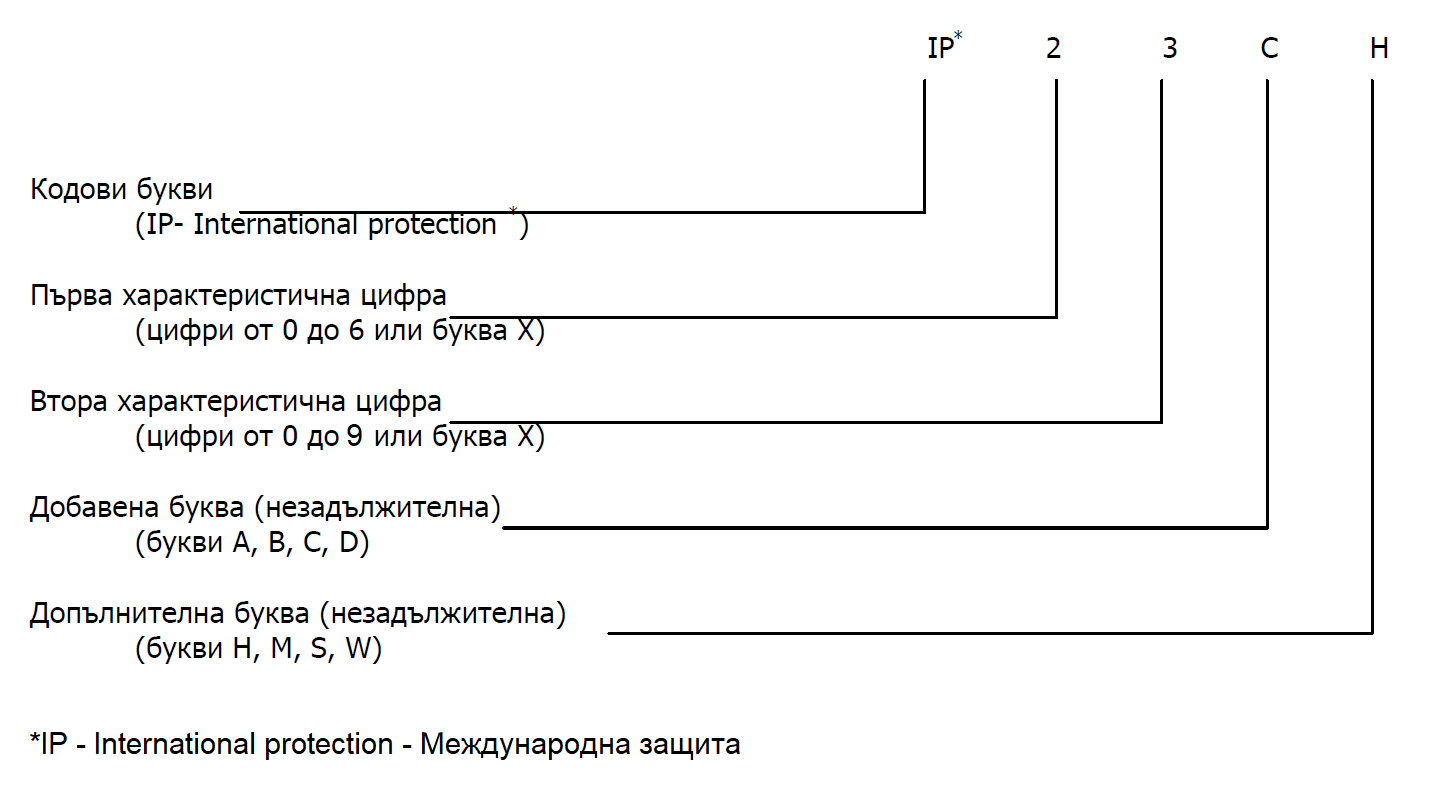 IP* 2 3 C H
Кодови букви
(IP- International protection *)
Първа характеристична цифра
(цифри от 0 до 6 или буква X)
Втора характеристична цифра
(цифри от 0 до 9 или буква X)
Добавена буква (незадължителна)
(букви A, B, C, D)
Допълнителна буква (незадължителна)
(букви H, M, S, W)
*IP - International protection - Международна защита